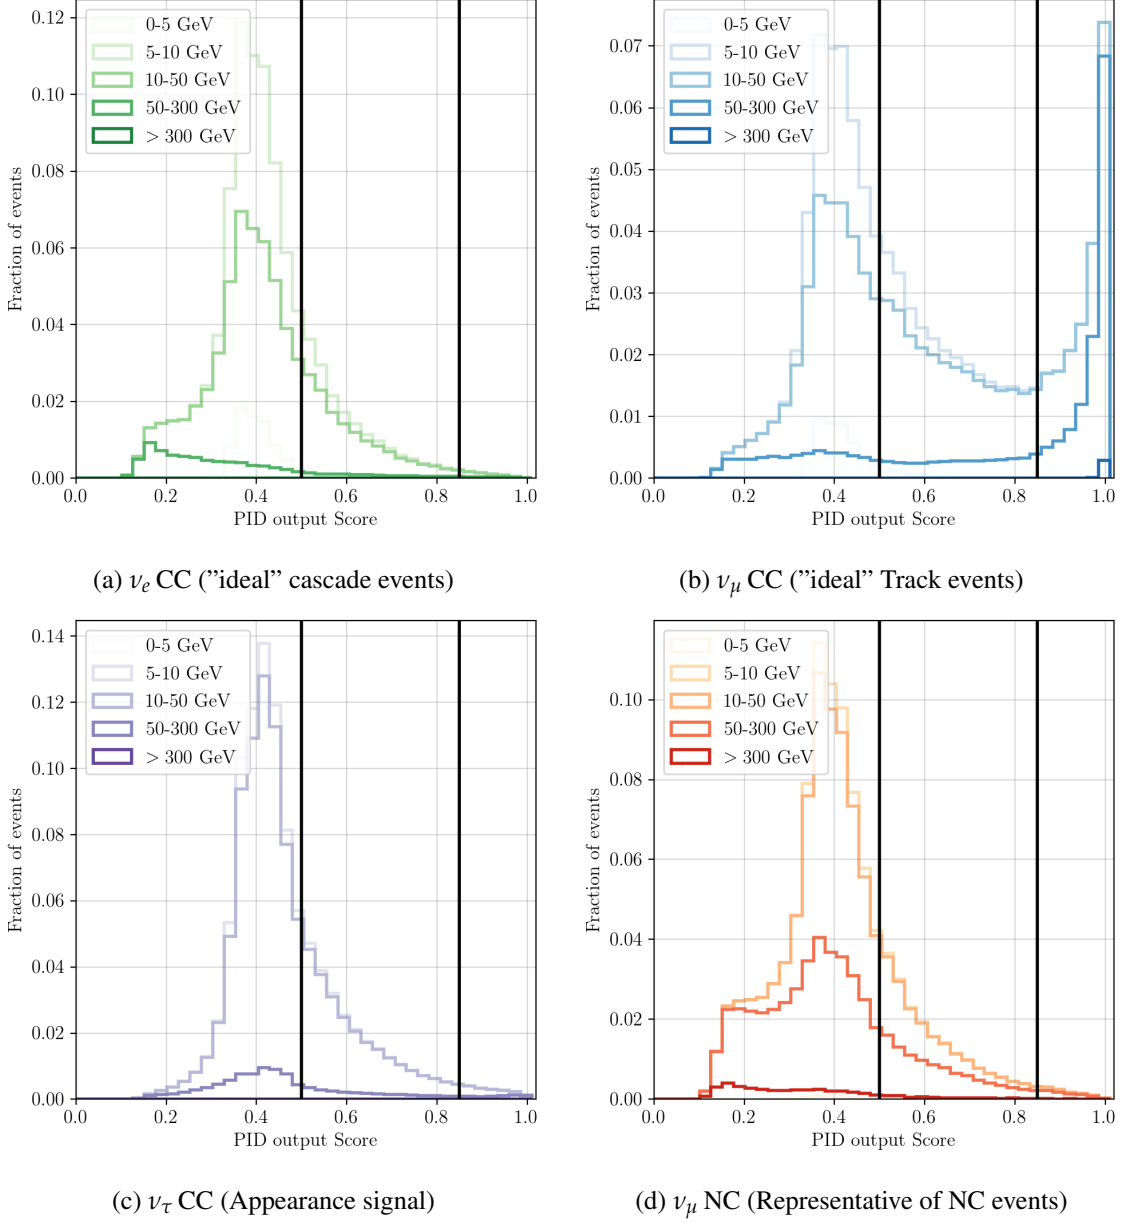 0.12
0.10
0.08
0.06
0.04
0.02
0.00
Fraction of events
0-5 GeV
5-10 GeV
10-50 GeV
50-300 GeV
> 300 GeV
0.0 0.2 0.4 0.6 0.8 1.0
PID output Score
(a) νe CC (”ideal” cascade events)
0.07
0.06
0.05
0.04
0.03
0.02
0.01
0.00
Fraction of events
0-5 GeV
5-10 GeV
10-50 GeV
50-300 GeV
> 300 GeV
0.0 0.2 0.4 0.6 0.8 1.0
PID output Score
(b) νμ CC (”ideal” Track events)
0.14
0.12
0.10
0.08
0.06
0.04
0.02
0.00
Fraction of events
0-5 GeV
5-10 GeV
10-50 GeV
50-300 GeV
> 300 GeV
0.0 0.2 0.4 0.6 0.8 1.0
PID output Score
(c) ντ CC (Appearance signal)
0.10
0.08
0.06
0.04
0.02
0.00
Fraction of events
0-5 GeV
5-10 GeV
10-50 GeV
50-300 GeV
> 300 GeV
0.0 0.2 0.4 0.6 0.8 1.0
PID output Score
(d) νμ NC (Representative of NC events)